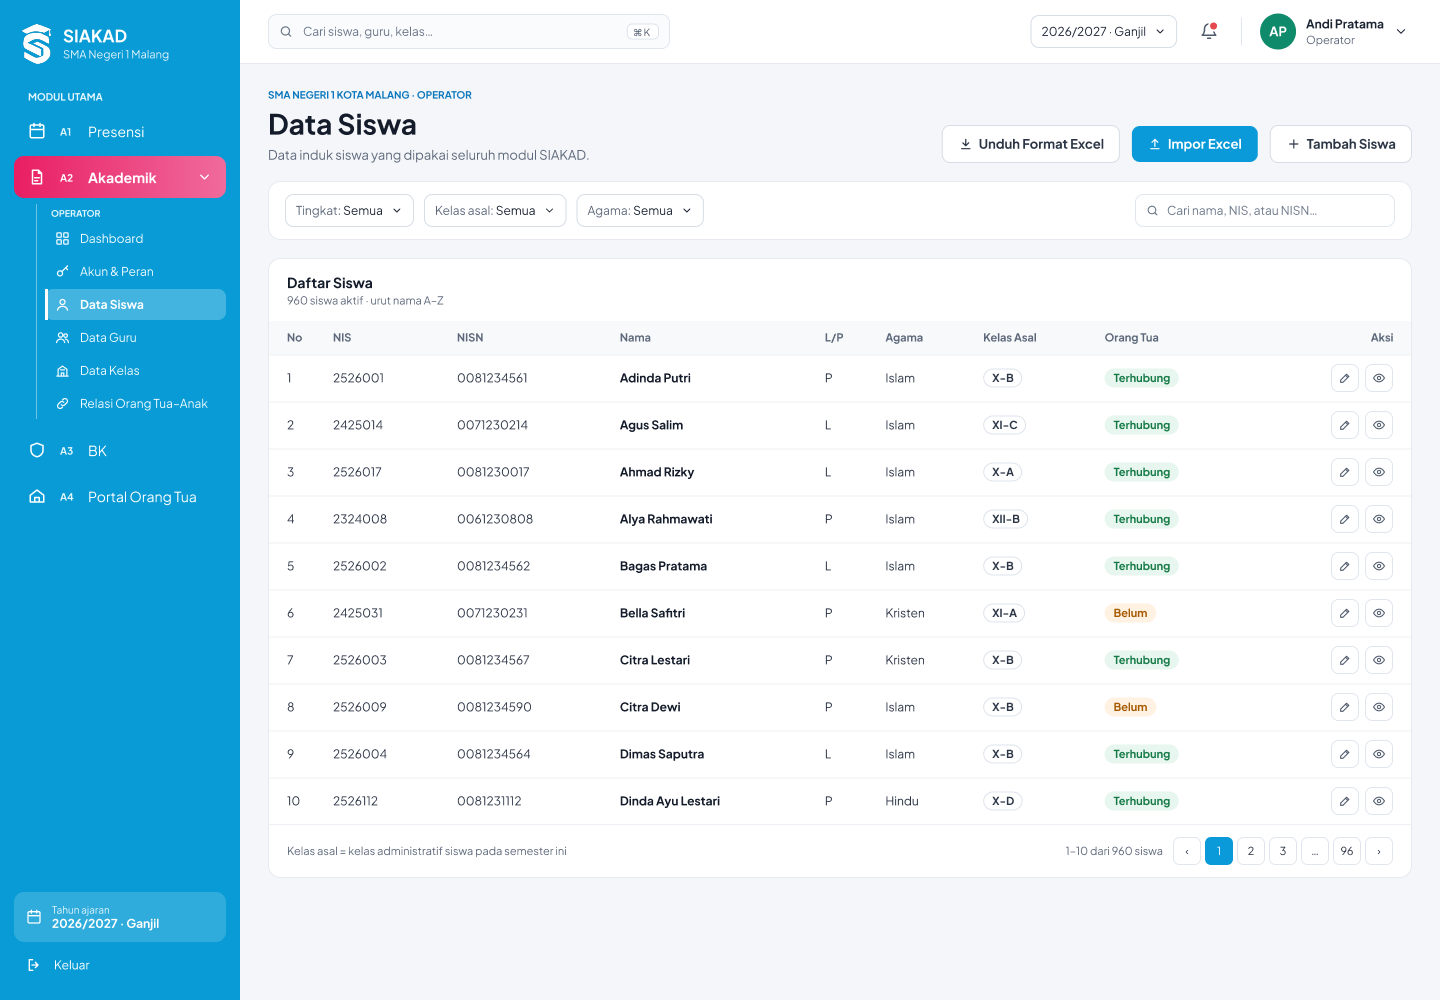 SIAKAD
SMA Negeri 1 Malang
MODUL UTAMA
A1 Presensi
A2 Akademik
OPERATOR
Dashboard
Akun & Peran
Data Siswa
Data Guru
Data Kelas
Relasi Orang Tua–Anak
A3 BK
A4 Portal Orang Tua
Tahun ajaran
2026/2027 · Ganjil
Keluar
Cari siswa, guru, kelas... ⌘K
2026/2027 · Ganjil
AP
Andi Pratama
Operator
SMA NEGERI 1 KOTA MALANG · OPERATOR
Data Siswa
Data induk siswa yang dipakai seluruh modul SIAKAD.
Unduh Format Excel
Impor Excel
Tambah Siswa
Tingkat: Semua
Kelas asal: Semua
Agama: Semua
Cari nama, NIS, atau NISN...
Daftar Siswa
960 siswa aktif · urut nama A–Z
No NIS NISN Nama L/P Agama Kelas Asal Orang Tua Aksi
1 2526001 0081234561 Adinda Putri P Islam X-B Terhubung
2 2425014 0071230214 Agus Salim L Islam XI-C Terhubung
3 2526017 0081230017 Ahmad Rizky L Islam X-A Terhubung
4 2324008 0061230808 Alya Rahmawati P Islam XII-B Terhubung
5 2526002 0081234562 Bagas Pratama L Islam X-B Terhubung
6 2425031 0071230231 Bella Safitri P Kristen XI-A Belum
7 2526003 0081234567 Citra Lestari P Kristen X-B Terhubung
8 2526009 0081234590 Citra Dewi P Islam X-B Belum
9 2526004 0081234564 Dimas Saputra L Islam X-B Terhubung
10 2526112 0081231112 Dinda Ayu Lestari P Hindu X-D Terhubung
Kelas asal = kelas administratif siswa pada semester ini
1–10 dari 960 siswa ‹ 1 2 3 ... 96 ›